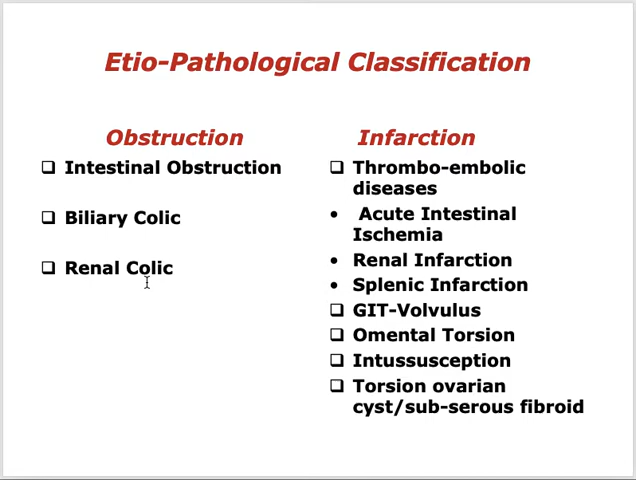 Etio-Pathological Classification
Obstruction
❑ Intestinal Obstruction
❑ Biliary Colic
❑ Renal Colic
Infarction
❑ Thrombo-embolic
diseases
• Acute Intestinal
Ischemia
• Renal Infarction
• Splenic Infarction
❑ GIT-Volvulus
❑ Omental Torsion
❑ Intussusception
❑ Torsion ovarian
cyst/sub-serous fibroid